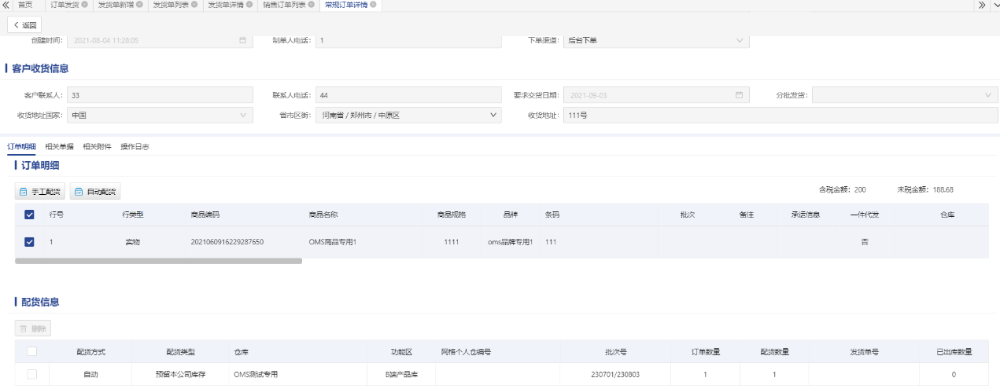 首页 订单发货 发货单新增 发货单列表 发货单详情 销售订单列表 常规订单详情
返回
创建时间: 2021-08-04 11:28:05 制单人电话: 1 下单渠道: 后台下单
客户收货信息
客户联系人: 33 联系人电话: 44 要求交货日期: 2021-09-03 分批发货:
收货地址国家: 中国 省市区街: 河南省 / 郑州市 / 中原区 收货地址: 111号
订单明细 相关单据 相关附件 操作日志
订单明细
手工配货 自动配货 含税金额: 200 未税金额: 188.68
行号 行类型 商品编码 商品名称 商品规格 品牌 条码 批次 备注 承运信息 一件代发 仓库
1 实物 2021060916229287650 OMS商品专用1 1111 oms品牌专用1 111 否
配货信息
删除
配货方式 配货类型 仓库 功能区 网格个人仓编号 批次号 订单数量 配货数量 发货单号 已出库数量
自动 预留本公司库存 OMS测试专用 B端产品库 230701/230803 1 1 0